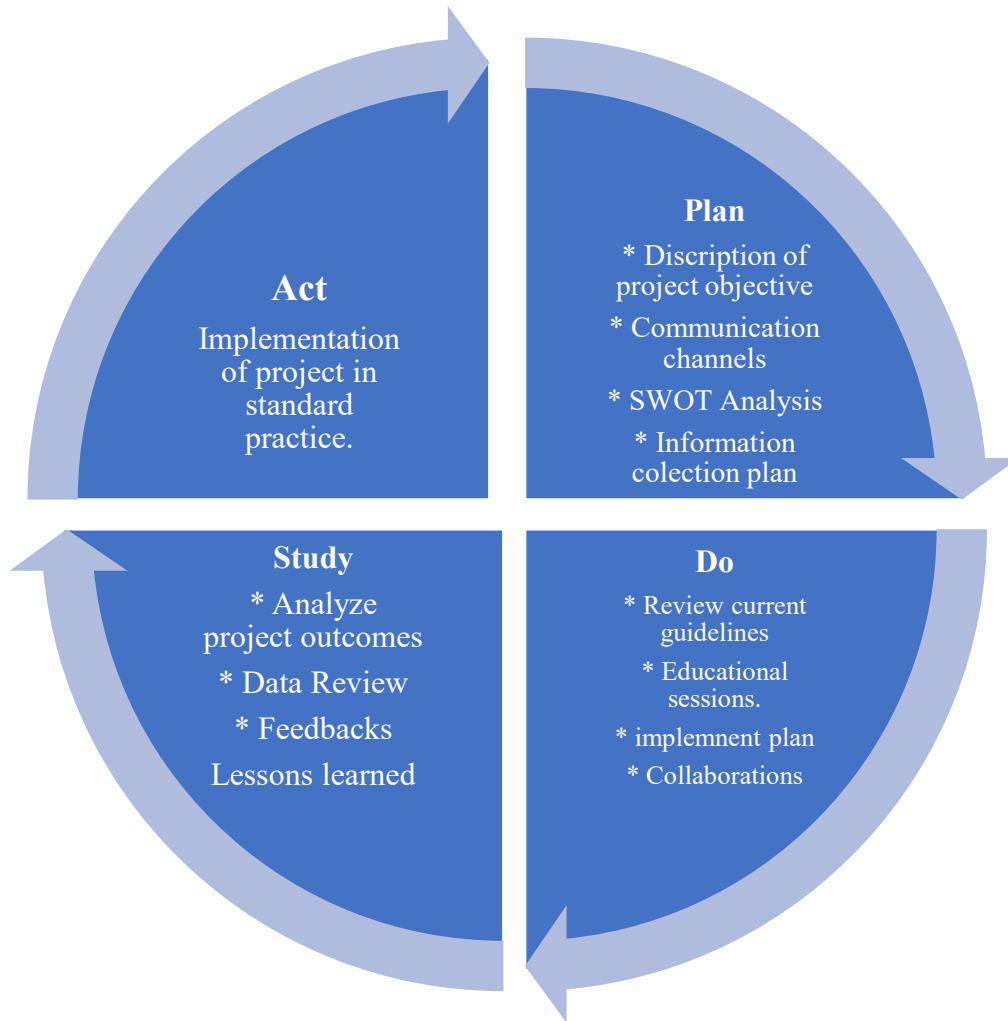 Plan
* Discription of
project objective
* Communication
channels
* SWOT Analysis
* Information
colection plan
Do
* Review current
guidelines
* Educational
sessions.
* implemnent plan
* Collaborations
Study
* Analyze
project outcomes
* Data Review
* Feedbacks
Lessons learned
Act
Implementation
of project in
standard
practice.